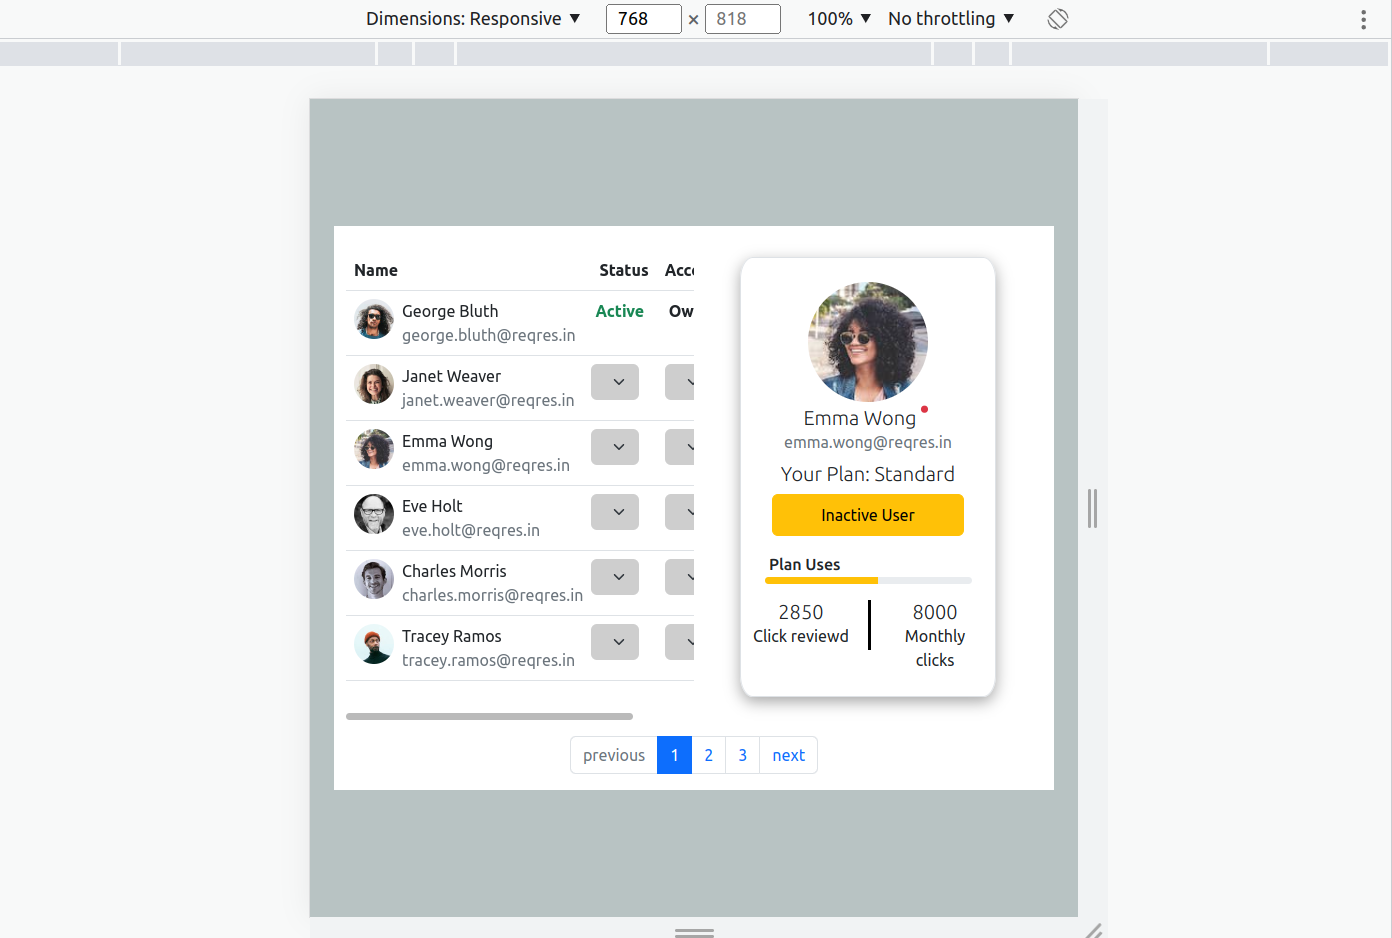 Dimensions: Responsive ▼ 768 × 818 100% ▼ No throttling ▼
Name Status Acc
George Bluth Active Ow
george.bluth@reqres.in
Janet Weaver
janet.weaver@reqres.in
Emma Wong
emma.wong@reqres.in
Eve Holt
eve.holt@reqres.in
Charles Morris
charles.morris@reqres.in
Tracey Ramos
tracey.ramos@reqres.in
Emma Wong
emma.wong@reqres.in
Your Plan: Standard
Inactive User
Plan Uses
2850
Click reviewd
8000
Monthly
clicks
previous 1 2 3 next